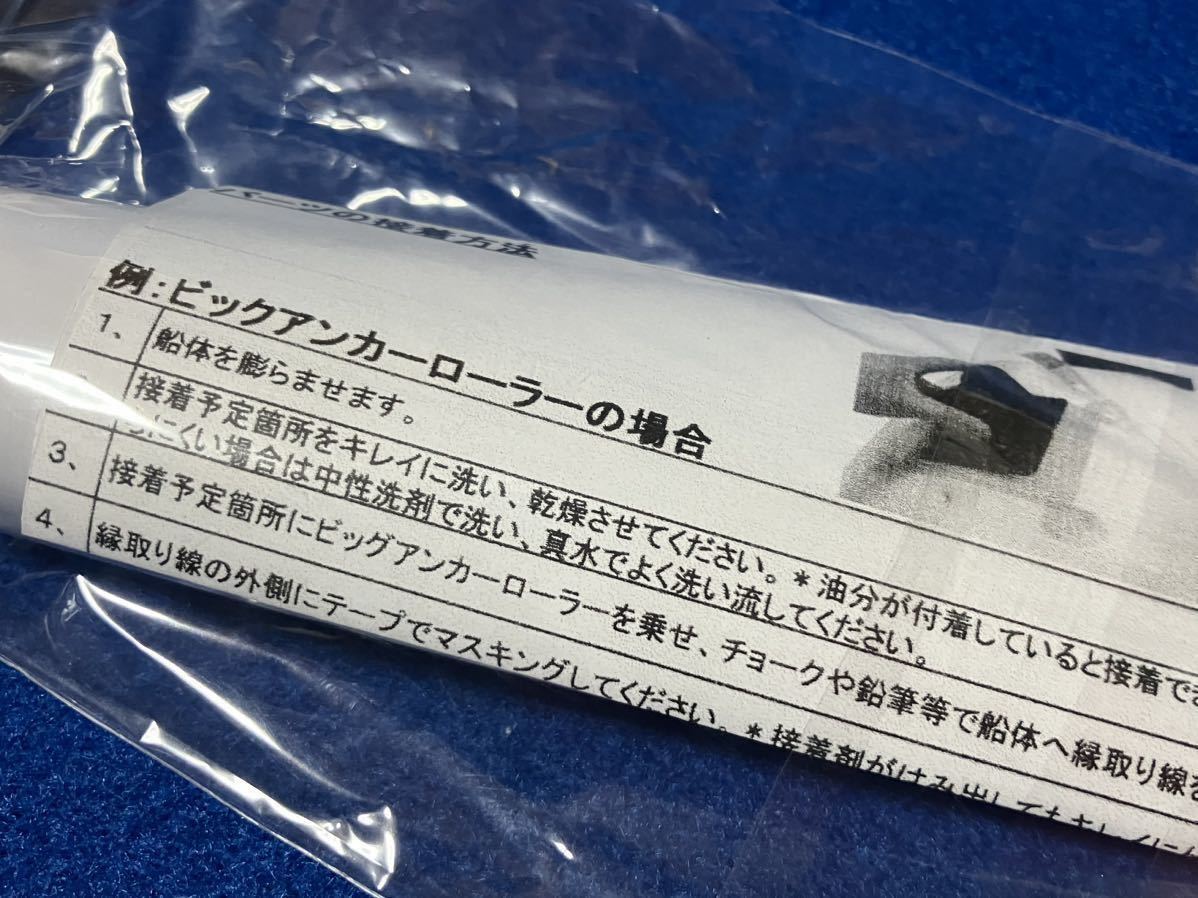 パーツの接着方法
例：ビックアンカーローラーの場合
1、 船体を膨らませます。
接着予定箇所をキレイに洗い、乾燥させてください。＊油分が付着していると接着でき
にくい場合は中性洗剤で洗い、真水でよく洗い流してください。
3、 接着予定箇所にビッグアンカーローラーを乗せ、チョークや鉛筆等で船体へ縁取り線を
4、 縁取り線の外側にテープでマスキングしてください。＊接着剤がはみ出してもキレイに